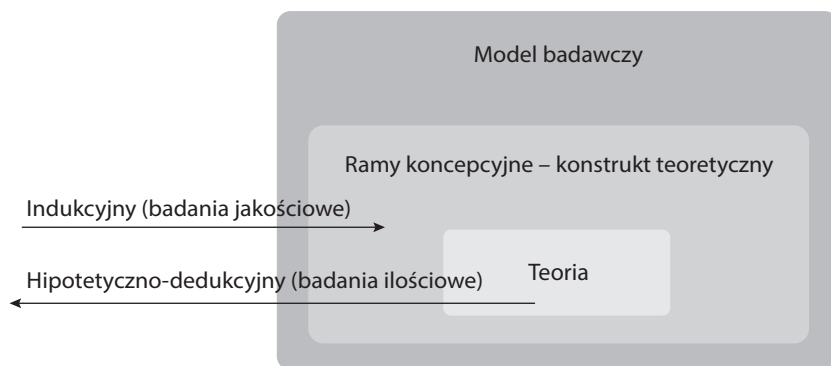 Model badawczy
Ramy koncepcyjne – konstrukt teoretyczny
Indukcyjny (badania jakościowe)
Teoria
Hipotetyczno-dedukcyjny (badania ilościowe)